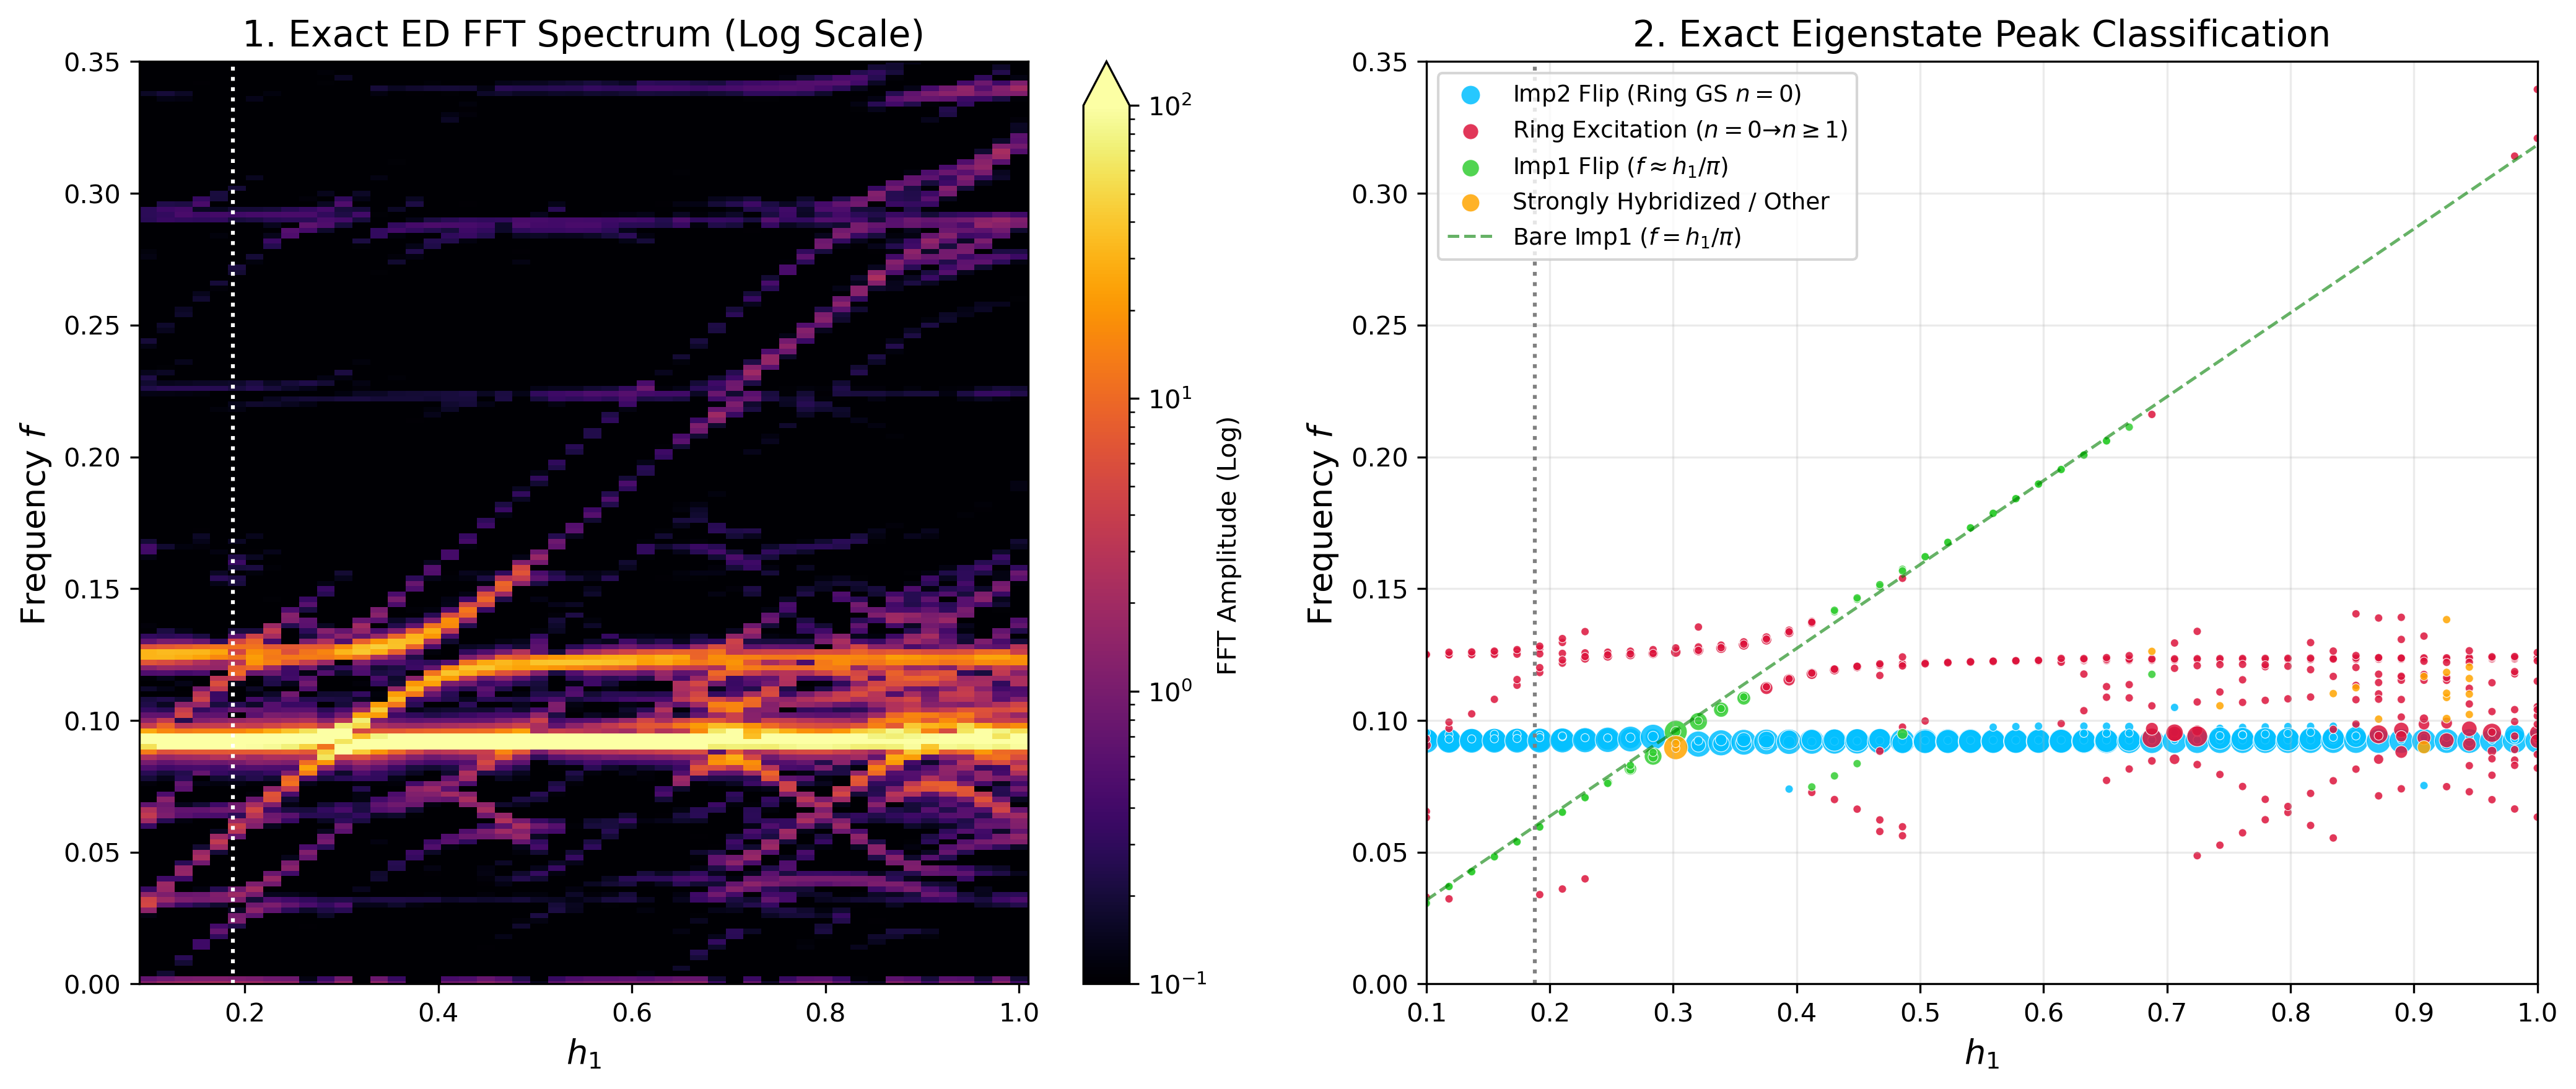 1. Exact ED FFT Spectrum (Log Scale)
0.35
0.30
0.25
0.20
0.15
0.10
0.05
0.00
Frequency f
0.2 0.4 0.6 0.8 1.0
h₁
10²
10¹
10⁰
10⁻¹
FFT Amplitude (Log)
2. Exact Eigenstate Peak Classification
Imp2 Flip (Ring GS n = 0)
Ring Excitation (n = 0→n ≥ 1)
Imp1 Flip (f ≈ h₁/π)
Strongly Hybridized / Other
Bare Imp1 (f = h₁/π)
0.35
0.30
0.25
0.20
0.15
0.10
0.05
0.00
Frequency f
0.1 0.2 0.3 0.4 0.5 0.6 0.7 0.8 0.9 1.0
h₁